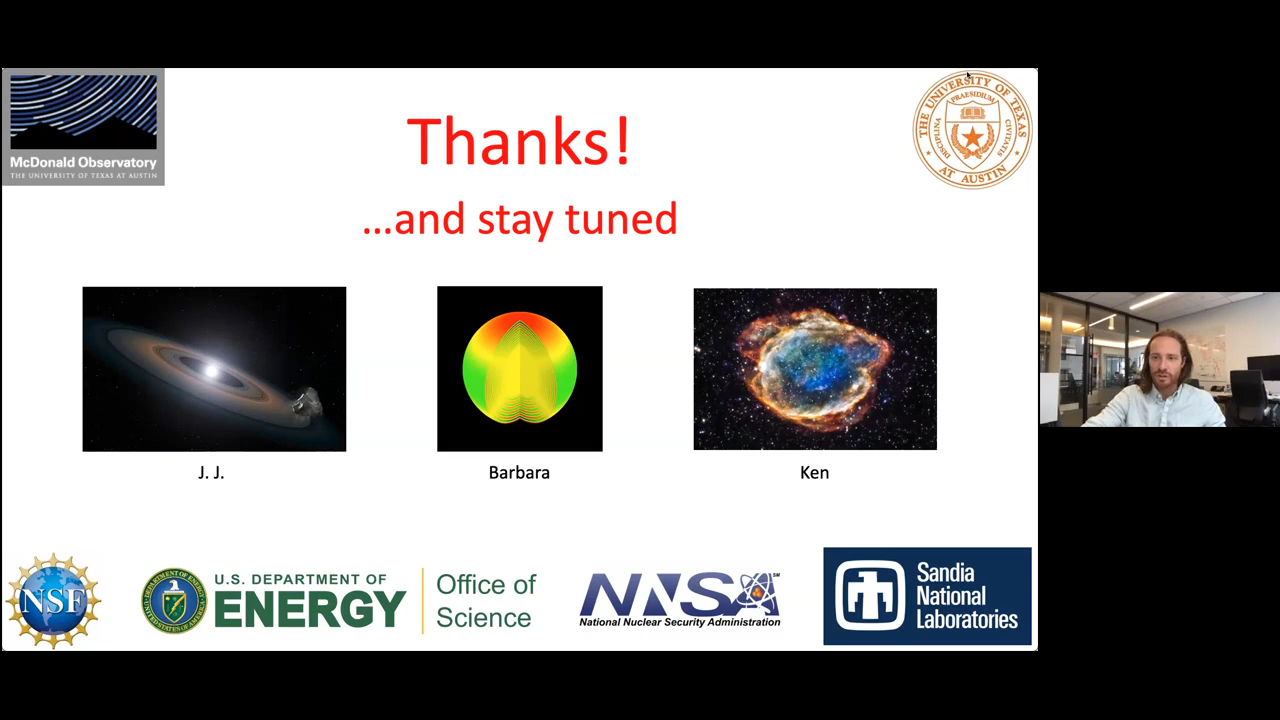 McDonald Observatory
THE UNIVERSITY OF TEXAS AT AUSTIN
THE UNIVERSITY OF TEXAS
AT AUSTIN
PRAESIDIUM
DISCIPLINA
CIVITATIS
Thanks!
...and stay tuned
J. J.
Barbara
Ken
NSF
U.S. DEPARTMENT OF
ENERGY
Office of
Science
NNSA
National Nuclear Security Administration
Sandia
National
Laboratories